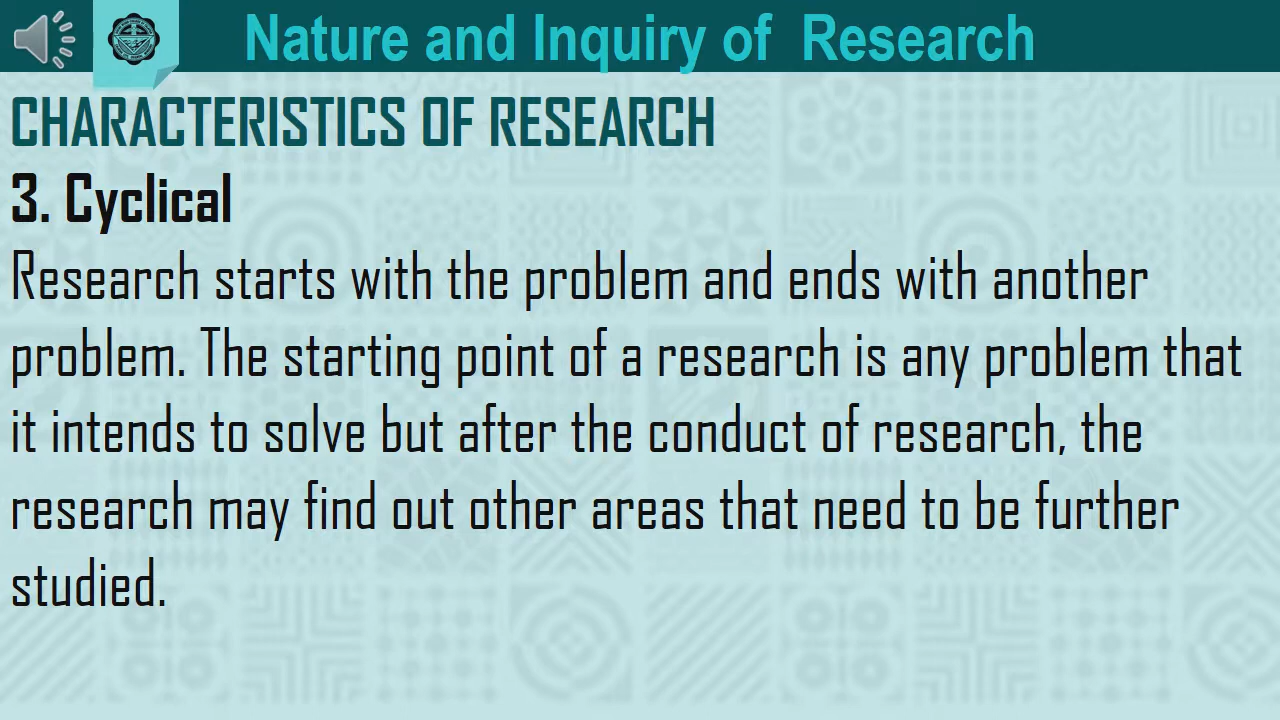 Nature and Inquiry of Research
CHARACTERISTICS OF RESEARCH
3. Cyclical
Research starts with the problem and ends with another
problem. The starting point of a research is any problem that
it intends to solve but after the conduct of research, the
research may find out other areas that need to be further
studied.